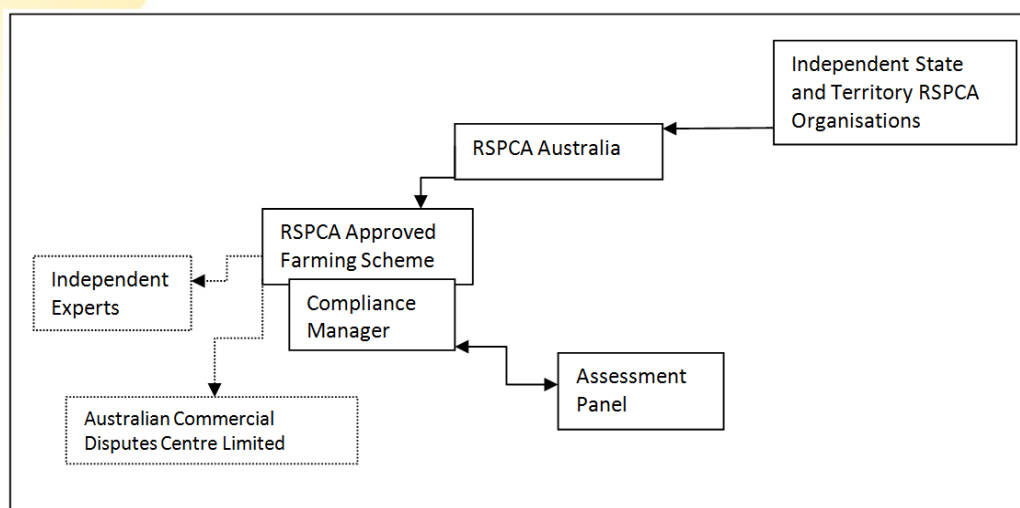 Independent State
and Territory RSPCA
Organisations
RSPCA Australia
RSPCA Approved
Farming Scheme
Independent
Experts
Compliance
Manager
Assessment
Panel
Australian Commercial
Disputes Centre Limited